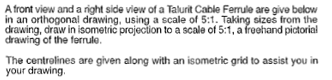 A front view and a right side view of a Talurit Cable Ferrule are give below
in an orthogonal drawing, using a scale of 5:1. Taking sizes from the
drawing, draw in isometric projection to a scale of 5:1, a freehand pictorial
drawing of the ferrule.
The centrelines are given along with an isometric grid to assist you in
your drawing.